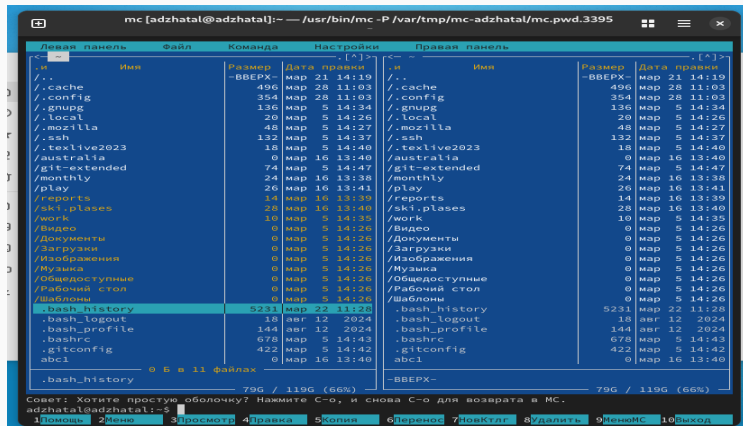 mc [adzhatal@adzhatal]:~ — /usr/bin/mc -P /var/tmp/mc-adzhatal/mc.pwd.3395
Левая панель Файл Команда Настройки Правая панель
<— ~ .[^]> <— ~ .[^]>
.и Имя Размер Дата правки .и Имя Размер Дата правки
/.. -ВВЕРХ- мар 21 14:19 /.. -ВВЕРХ- мар 21 14:19
/.cache 496 мар 28 11:03 /.cache 496 мар 28 11:03
/.config 354 мар 28 11:03 /.config 354 мар 28 11:03
/.gnupg 136 мар 5 14:34 /.gnupg 136 мар 5 14:34
/.local 20 мар 5 14:26 /.local 20 мар 5 14:26
/.mozilla 48 мар 5 14:27 /.mozilla 48 мар 5 14:27
/.ssh 132 мар 5 14:37 /.ssh 132 мар 5 14:37
/.texlive2023 18 мар 5 14:40 /.texlive2023 18 мар 5 14:40
/australia 0 мар 16 13:40 /australia 0 мар 16 13:40
/git-extended 74 мар 5 14:47 /git-extended 74 мар 5 14:47
/monthly 24 мар 16 13:38 /monthly 24 мар 16 13:38
/play 26 мар 16 13:41 /play 26 мар 16 13:41
/reports 14 мар 16 13:39 /reports 14 мар 16 13:39
/ski.plases 28 мар 16 13:40 /ski.plases 28 мар 16 13:40
/work 10 мар 5 14:35 /work 10 мар 5 14:35
/Видео 0 мар 5 14:26 /Видео 0 мар 5 14:26
/Документы 0 мар 5 14:26 /Документы 0 мар 5 14:26
/Загрузки 0 мар 5 14:26 /Загрузки 0 мар 5 14:26
/Изображения 0 мар 5 14:26 /Изображения 0 мар 5 14:26
/Музыка 0 мар 5 14:26 /Музыка 0 мар 5 14:26
/Общедоступные 0 мар 5 14:26 /Общедоступные 0 мар 5 14:26
/Рабочий стол 0 мар 5 14:26 /Рабочий стол 0 мар 5 14:26
/Шаблоны 0 мар 5 14:26 /Шаблоны 0 мар 5 14:26
.bash_history 5231 мар 22 11:28 .bash_history 5231 мар 22 11:28
.bash_logout 18 авг 12 2024 .bash_logout 18 авг 12 2024
.bash_profile 144 авг 12 2024 .bash_profile 144 авг 12 2024
.bashrc 678 мар 5 14:43 .bashrc 678 мар 5 14:43
.gitconfig 422 мар 5 14:42 .gitconfig 422 мар 5 14:42
abc1 0 мар 16 13:40 abc1 0 мар 16 13:40
0 Б в 11 файлах
.bash_history -ВВЕРХ-
79G / 119G (66%) 79G / 119G (66%)
Совет: Хотите простую оболочку? Нажмите C-o, и снова C-o для возврата в MC.
adzhatal@adzhatal:~$
1Помощь 2Меню 3Просмотр 4Правка 5Копия 6Перенос 7НовКтлг 8Удалить 9МенюMC 10Выход